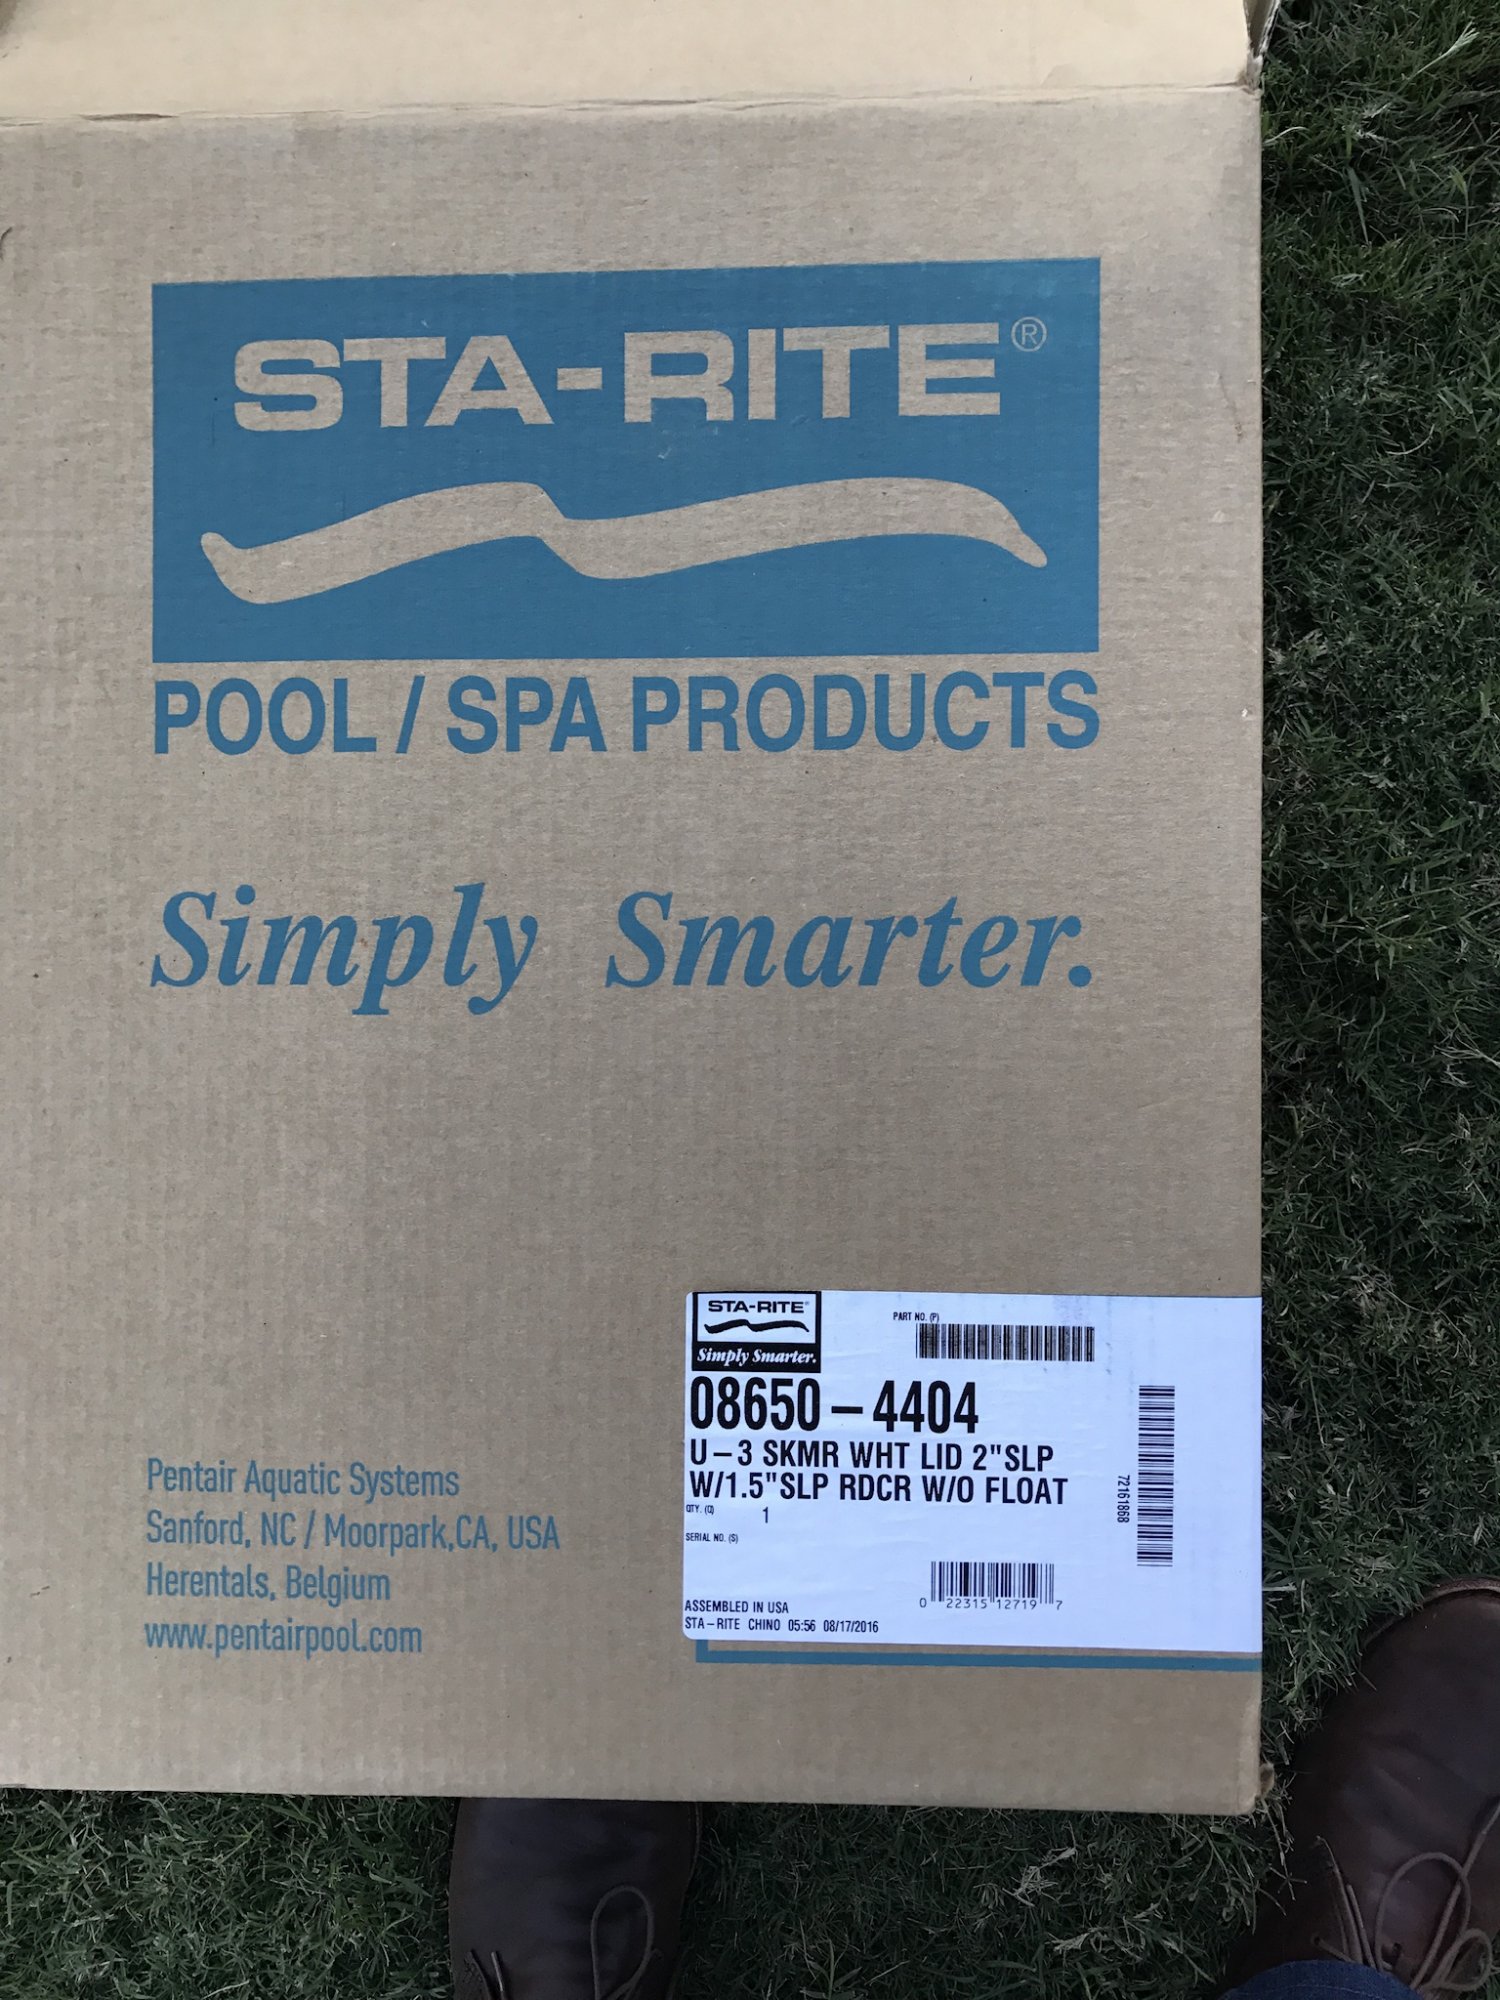 STA-RITE®
POOL / SPA PRODUCTS
Simply Smarter.
Pentair Aquatic Systems
Sanford, NC / Moorpark,CA, USA
Herentals, Belgium
www.pentairpool.com
STA-RITE®
Simply Smarter.
PART NO. (P)
08650-4404
U-3 SKMR WHT LID 2"SLP
W/1.5"SLP RDCR W/O FLOAT
QTY. (Q) 1
SERIAL NO. (S)
72161868
0 22315 12719 7
ASSEMBLED IN USA
STA-RITE CHINO 05:56 08/17/2016